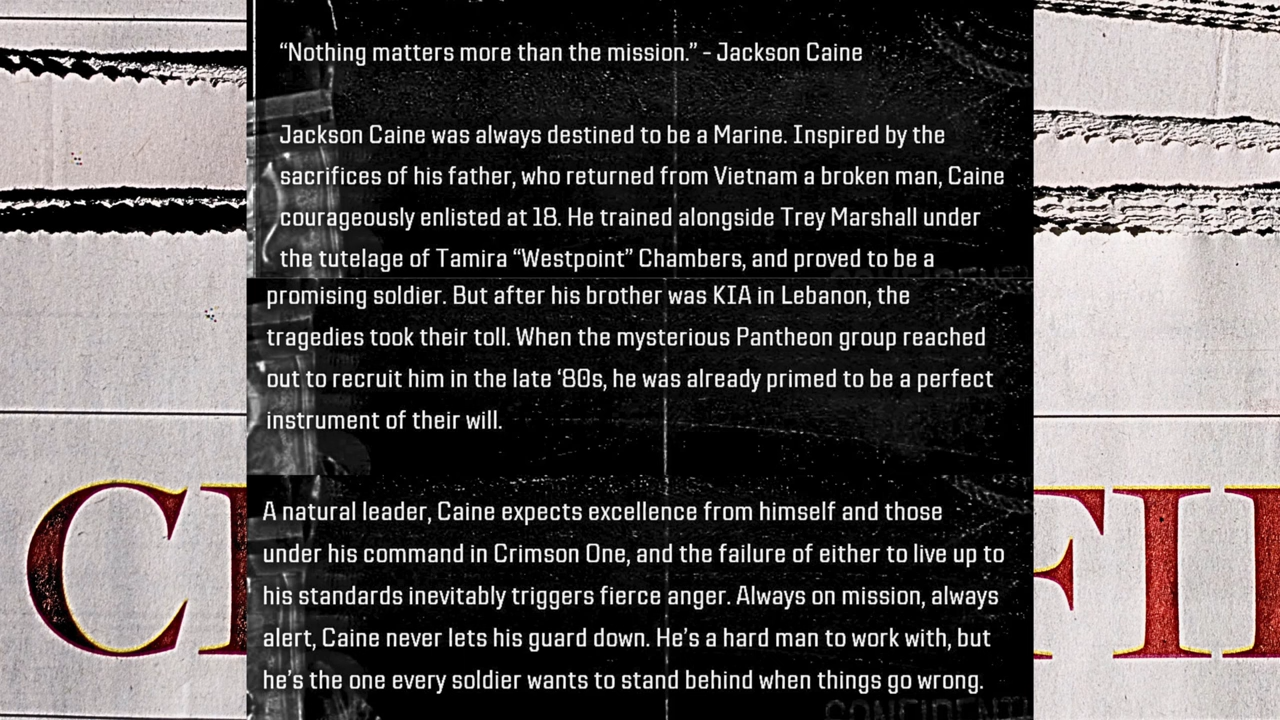 “Nothing matters more than the mission.” - Jackson Caine
Jackson Caine was always destined to be a Marine. Inspired by the
sacrifices of his father, who returned from Vietnam a broken man, Caine
courageously enlisted at 18. He trained alongside Trey Marshall under
the tutelage of Tamira “Westpoint” Chambers, and proved to be a
promising soldier. But after his brother was KIA in Lebanon, the
tragedies took their toll. When the mysterious Pantheon group reached
out to recruit him in the late ‘80s, he was already primed to be a perfect
instrument of their will.
A natural leader, Caine expects excellence from himself and those
under his command in Crimson One, and the failure of either to live up to
his standards inevitably triggers fierce anger. Always on mission, always
alert, Caine never lets his guard down. He’s a hard man to work with, but
he’s the one every soldier wants to stand behind when things go wrong.